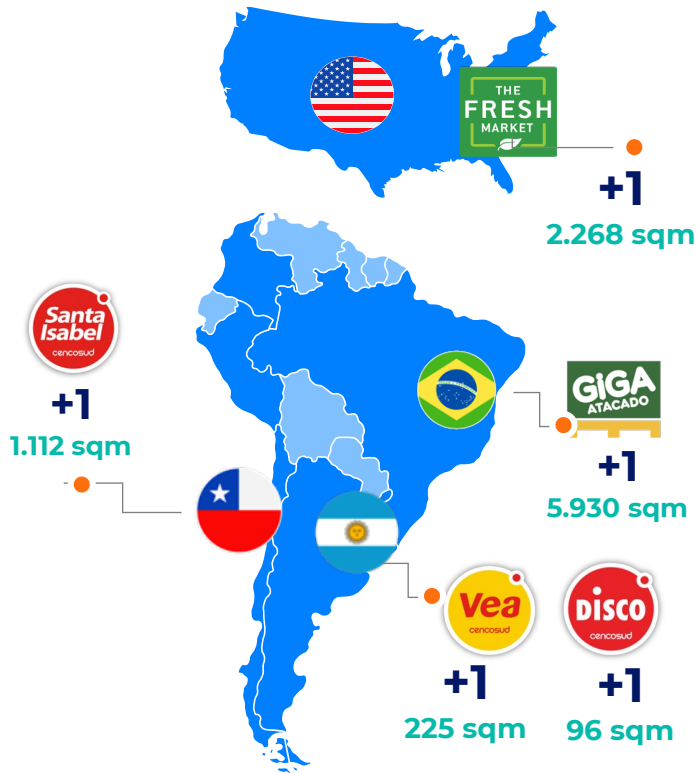 THE
FRESH
MARKET
+1
2.268 sqm
Santa
Isabel
cencosud
+1
1.112 sqm
GiGA
ATACADO
+1
5.930 sqm
Vea
cencosud
+1
225 sqm
DISCO
cencosud
+1
96 sqm